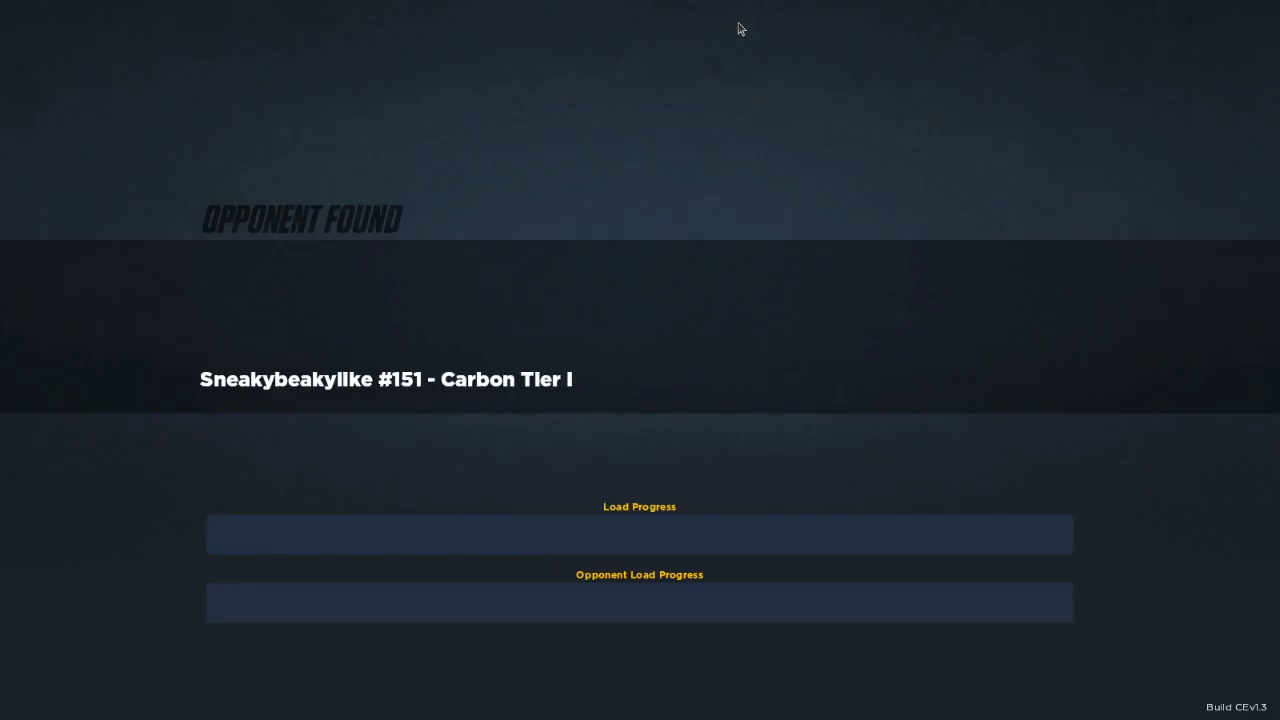 OPPONENT FOUND
Sneakybeakylike #151 - Carbon Tier I
Load Progress
Opponent Load Progress
Build CEv1.3